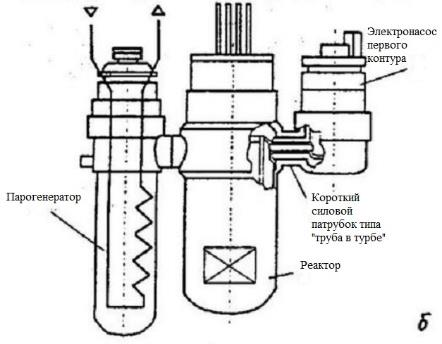 Электронасос
первого
контура
Парогенератор
Короткий
силовой
патрубок типа
"труба в турбе"
Реактор
б